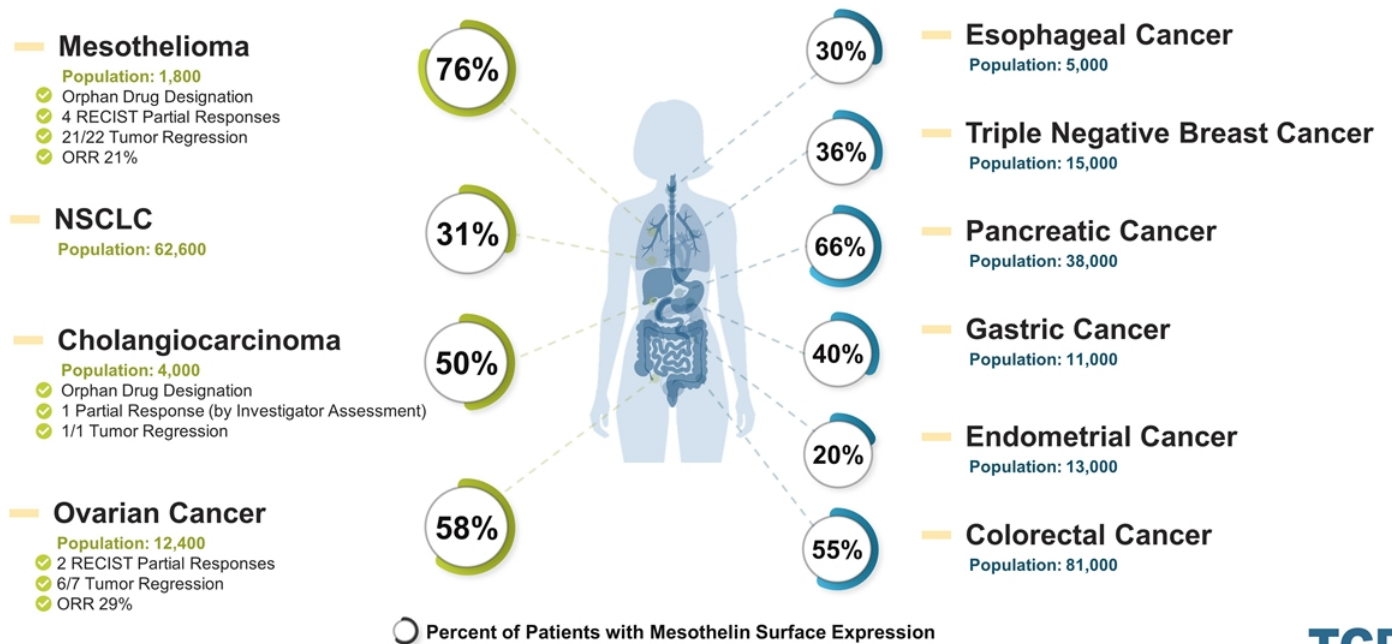 Mesothelioma
Population: 1,800
Orphan Drug Designation
4 RECIST Partial Responses
21/22 Tumor Regression
ORR 21%
76%
NSCLC
Population: 62,600
31%
Cholangiocarcinoma
Population: 4,000
Orphan Drug Designation
1 Partial Response (by Investigator Assessment)
1/1 Tumor Regression
50%
Ovarian Cancer
Population: 12,400
2 RECIST Partial Responses
6/7 Tumor Regression
ORR 29%
58%
30%
Esophageal Cancer
Population: 5,000
36%
Triple Negative Breast Cancer
Population: 15,000
66%
Pancreatic Cancer
Population: 38,000
40%
Gastric Cancer
Population: 11,000
20%
Endometrial Cancer
Population: 13,000
55%
Colorectal Cancer
Population: 81,000
Percent of Patients with Mesothelin Surface Expression